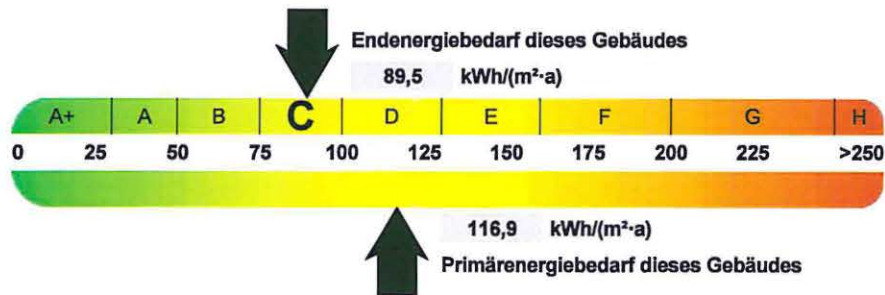 Endenergiebedarf dieses Gebäudes
89,5 kWh/(m²·a)
A+ A B C D E F G H
0 25 50 75 100 125 150 175 200 225 >250
116,9 kWh/(m²·a)
Primärenergiebedarf dieses Gebäudes